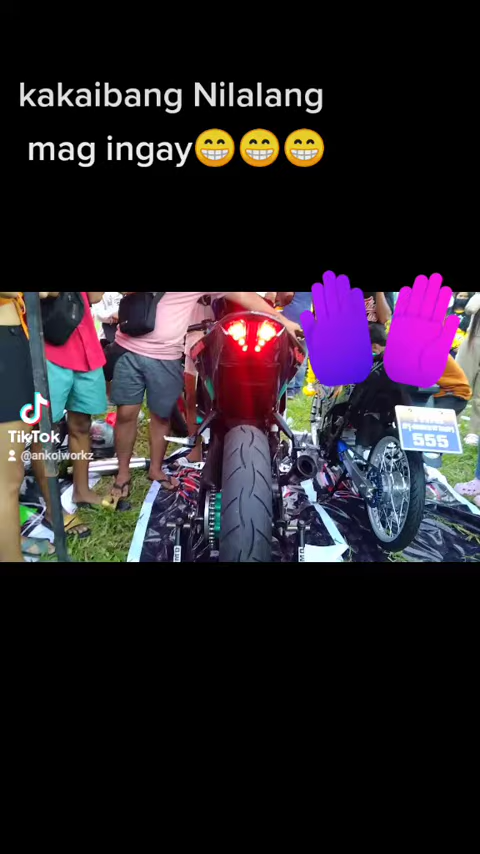 kakaibang Nilalang
mag ingay😁😁😁
TikTok
@ankolworkz
555